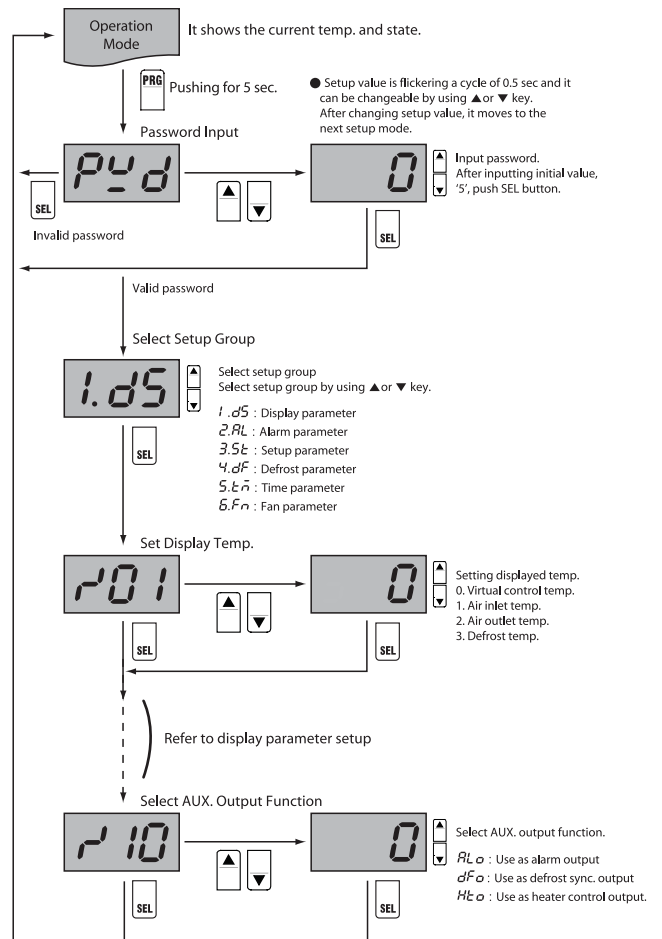 Operation
Mode
It shows the current temp. and state.
PRG
Pushing for 5 sec.
● Setup value is flickering a cycle of 0.5 sec and it
can be changeable by using ▲or ▼ key.
After changing setup value, it moves to the
next setup mode.
Password Input
PYd
0
Input password.
After inputting initial value,
'5', push SEL button.
▲
▼
SEL
Invalid password
SEL
Valid password
Select Setup Group
1.dS
Select setup group
Select setup group by using ▲or ▼ key.
1.dS : Display parameter
2.AL : Alarm parameter
3.St : Setup parameter
4.dF : Defrost parameter
5.tm : Time parameter
6.Fn : Fan parameter
SEL
Set Display Temp.
r01
0
Setting displayed temp.
0. Virtual control temp.
1. Air inlet temp.
2. Air outlet temp.
3. Defrost temp.
▲
▼
SEL
SEL
Refer to display parameter setup
Select AUX. Output Function
r10
0
Select AUX. output function.
ALo : Use as alarm output
dFo : Use as defrost sync. output
Hto : Use as heater control output.
▲
▼
SEL
SEL